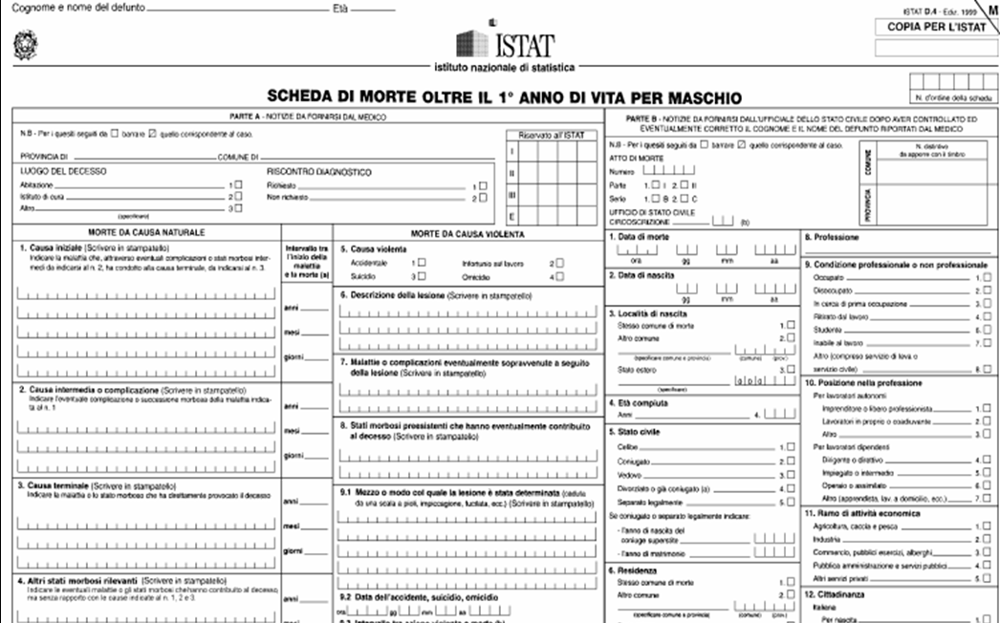 Cognome e nome del defunto
Età
ISTAT D.4 - Ediz. 1999
M
COPIA PER L'ISTAT
ISTAT
istituto nazionale di statistica
SCHEDA DI MORTE OLTRE IL 1° ANNO DI VITA PER MASCHIO
N. d'ordine della scheda
PARTE A - NOTIZIE DA FORNIRSI DAL MEDICO
N.B - Per i quesiti seguiti da □ barrare ☑ quello corrispondente al caso.
PROVINCIA DI COMUNE DI
LUOGO DEL DECESSO
Abitazione 1 □
Istituto di cura 2 □
Altro 3 □
(specificare)
RISCONTRO DIAGNOSTICO
Richiesto 1 □
Non richiesto 2 □
Riservato all'ISTAT
I
II
III
E
MORTE DA CAUSA NATURALE
1. Causa iniziale (Scrivere in stampatello)
Indicare la malattia che, attraverso eventuali complicazioni o stati morbosi inter-
medi da indicarsi al n. 2, ha condotto alla causa terminale, da indicarsi al n. 3.
2. Causa intermedia o complicazione (Scrivere in stampatello)
Indicare l'eventuale complicazione o successione morbosa della malattia indica-
ta al n. 1
3. Causa terminale (Scrivere in stampatello)
Indicare la malattia o lo stato morboso che ha direttamente provocato il decesso
4. Altri stati morbosi rilevanti (Scrivere in stampatello)
Indicare le eventuali malattie o gli stati morbosi che hanno contribuito al decesso
ma senza rapporto con le cause indicate al n. 1, 2 e 3.
Intervallo tra
l'inizio della
malattia
e la morte (a)
anni
mesi
giorni
anni
mesi
giorni
anni
mesi
giorni
anni
MORTE DA CAUSA VIOLENTA
5. Causa violenta
Accidentale 1 □ Infortunio sul lavoro 2 □
Suicidio 3 □ Omicidio 4 □
6. Descrizione della lesione (Scrivere in stampatello)
7. Malattie o complicazioni eventualmente sopravvenute a seguito
della lesione (Scrivere in stampatello)
8. Stati morbosi preesistenti che hanno eventualmente contribuito
al decesso (Scrivere in stampatello)
9.1 Mezzo o modo col quale la lesione è stata determinata (caduta
da una scala a pioli, impiccagione, fucilata, ecc.) (Scrivere in stampatello)
9.2 Data dell'accidente, suicidio, omicidio
ora gg mm aa
PARTE B - NOTIZIE DA FORNIRSI DALL'UFFICIALE DELLO STATO CIVILE DOPO AVER CONTROLLATO ED
EVENTUALMENTE CORRETTO IL COGNOME E IL NOME DEL DEFUNTO RIPORTATI DAL MEDICO
N.B - Per i quesiti seguiti da □ barrare ☑ quello corrispondente al caso.
ATTO DI MORTE
Numero
Parte 1. □ I 2. □ II
Serie 1. □ B 2. □ C
UFFICIO DI STATO CIVILE
CIRCOSCRIZIONE (b)
COMUNE
PROVINCIA
N. distintivo
da apporre con il timbro
1. Data di morte
ora gg mm aa
2. Data di nascita
gg mm aa
3. Località di nascita
Stesso comune di morte 1. □
Altro comune 2. □
(specificare comune e provincia) (comune) (prov.)
Stato estero 3. □
(specificare)
4. Età compiuta
Anni 4.
5. Stato civile
Celibe 1. □
Coniugato 2. □
Vedovo 3. □
Divorziato o già coniugato (a) 4. □
Separato legalmente 5. □
Se coniugato o separato legalmente indicare:
- l'anno di nascita del
coniuge superstite
- l'anno di matrimonio
6. Residenza
Stesso comune di morte 1. □
Altro comune 2. □
(specificare comune e provincia) (comune) (prov.)
8. Professione
9. Condizione professionale o non professionale
Occupato 1. □
Disoccupato 2. □
In cerca di prima occupazione 3. □
Ritirato dal lavoro 4. □
Studente 6. □
Inabile al lavoro 7. □
Altro (compreso servizio di leva o
servizio civile) 8. □
10. Posizione nella professione
Per lavoratori autonomi
Imprenditore o libero professionista 1. □
Lavoratori in proprio o coadiuvante 2. □
Altro 3. □
Per lavoratori dipendenti
Dirigente o direttivo 4. □
Impiegato o intermedio 5. □
Operaio o assimilato 6. □
Altro (apprendista, lav. a domicilio, ecc.) 7. □
11. Ramo di attività economica
Agricoltura, caccia e pesca 1. □
Industria 2. □
Commercio, pubblici esercizi, alberghi 3. □
Pubblica amministrazione e servizi pubblici 4. □
Altri servizi privati 5. □
12. Cittadinanza
Italiana
Per nascita 1. □